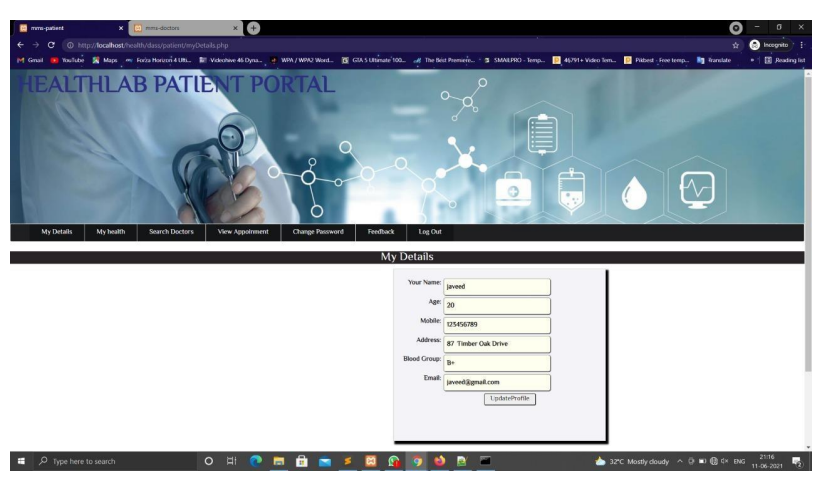 mms-patient mms-doctors
http://localhost/health/dass/patient/myDetails.php Incognito
Gmail YouTube Maps Forza Horizon 4 Ulti... Videohive 46 Dyna... WPA / WPA2 Word... GTA 5 Ultimate 100... The Best Premiere... SMAILPRO - Temp... 46791+ Video Tem... Pikbest - Free temp... Translate » Reading list
HEALTHLAB PATIENT PORTAL
My Details My health Search Doctors View Appoinment Change Password Feedback Log Out
My Details
Your Name: javeed
Age: 20
Mobile: 123456789
Address: 87 Timber Oak Drive
Blood Group: B+
Email: javeed@gmail.com
UpdateProfile
Type here to search 32°C Mostly cloudy ENG 21:16
11-06-2021